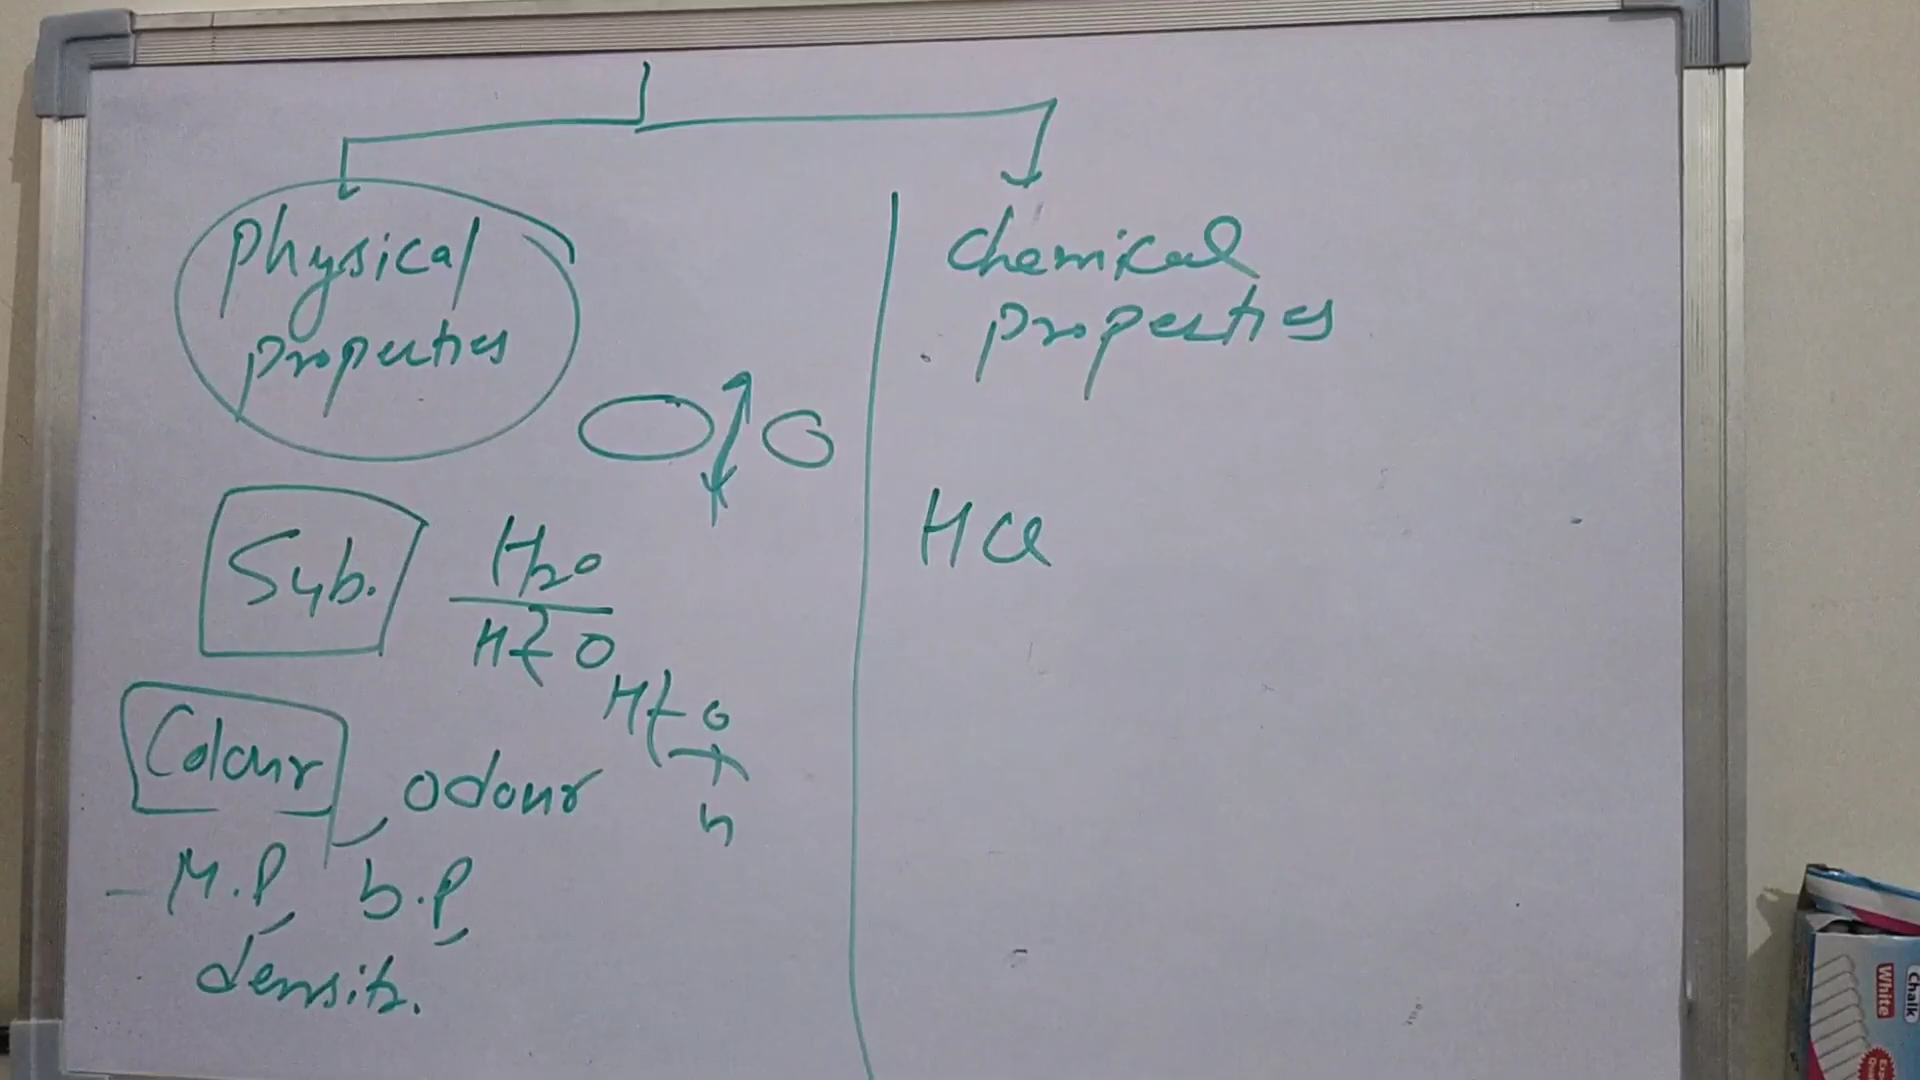 Physical
properties
Sub.
H2O
H O
H O
H
Colour, odour
- M.P, b.P,
density.
Chemical
properties
HCl
Chalk
White